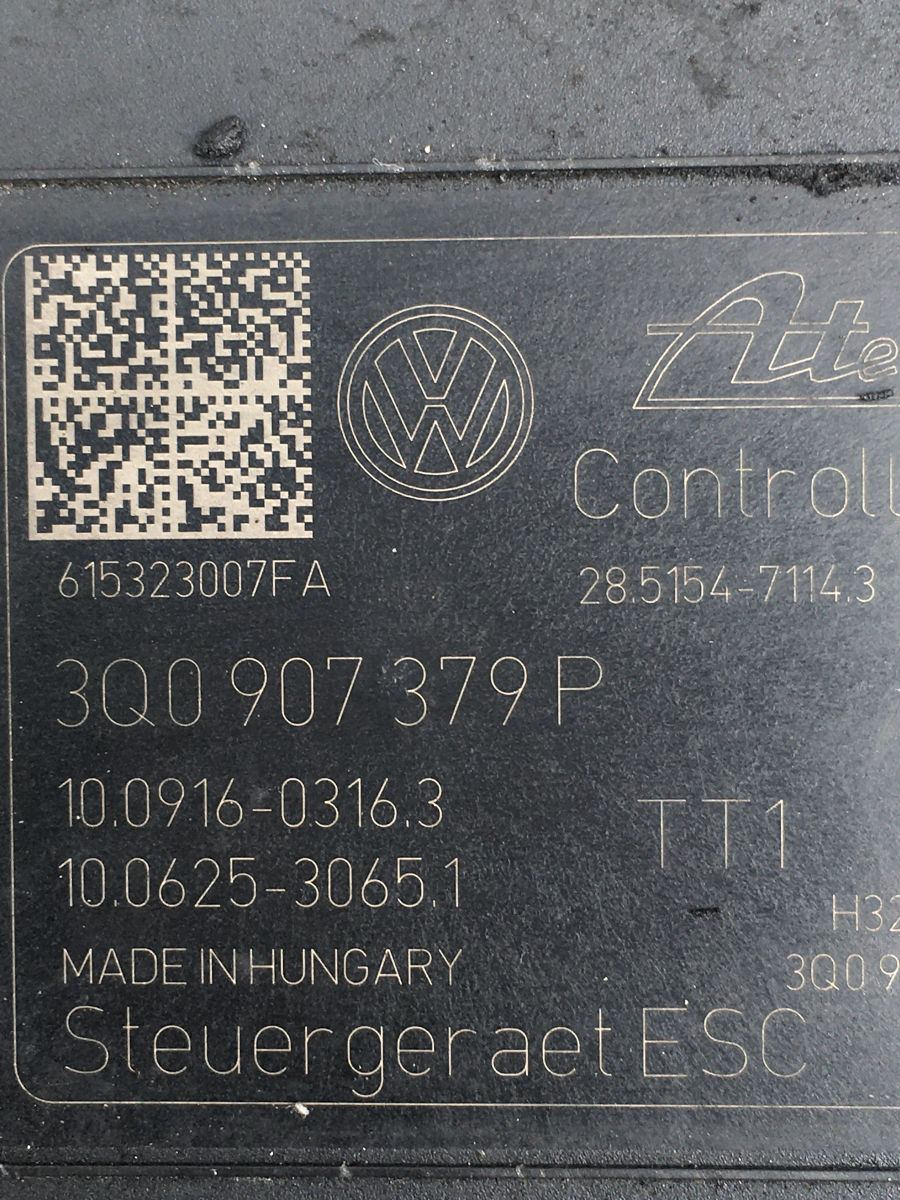 Ate
Controll
615323007FA
28.5154-7114.3
3Q0 907 379 P
10.0916-0316.3
TT1
10.0625-3065.1
H32
MADE IN HUNGARY
3Q0 9
Steuergeraet ESC